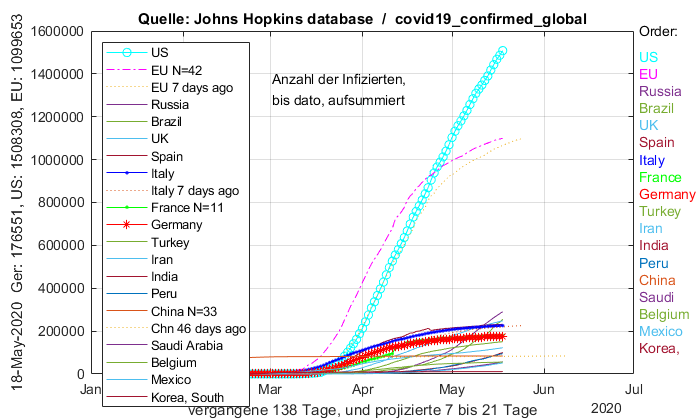 Quelle: Johns Hopkins database / covid19_confirmed_global
18-May-2020 Ger: 176551, US: 1508308, EU: 1099653
1600000
1400000
1200000
1000000
800000
600000
400000
200000
0
US
EU N=42
EU 7 days ago
Russia
Brazil
UK
Spain
Italy
Italy 7 days ago
France N=11
Germany
Turkey
Iran
India
Peru
China N=33
Chn 46 days ago
Saudi Arabia
Belgium
Mexico
Korea, South
Anzahl der Infizierten,
bis dato, aufsummiert
Order:
US
EU
Russia
Brazil
UK
Spain
Italy
France
Germany
Turkey
Iran
India
Peru
China
Saudi
Belgium
Mexico
Korea,
Jan
Mar
Apr
May
Jun
Jul
vergangene 138 Tage, und projizierte 7 bis 21 Tage
2020